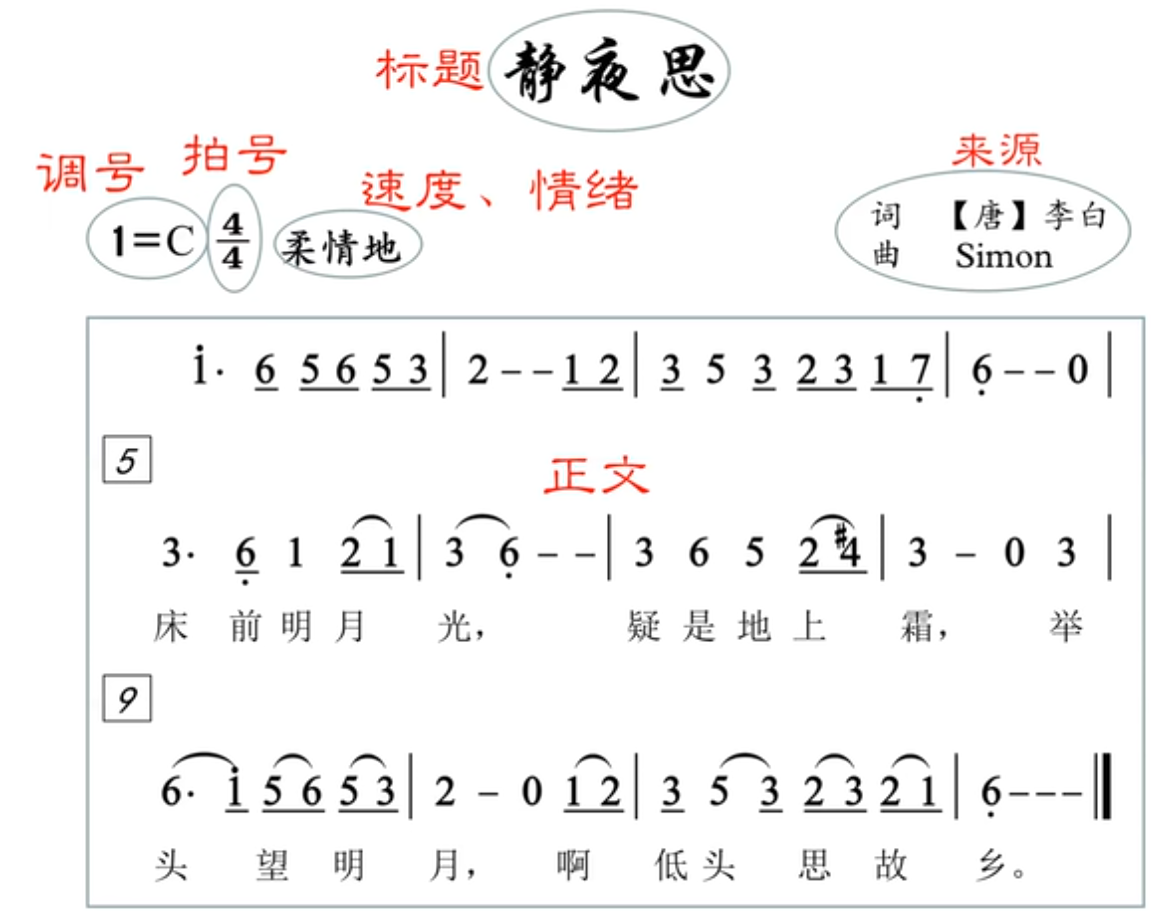 标题 静夜思
调号 拍号 速度、情绪 来源
1=C 4/4 柔情地 词 【唐】李白
曲 Simon
i̇· 6 5 6 5 3 | 2 – – 1 2 | 3 5 3 2 3 1 7̣ | 6̣ – – 0 |
5
正文
3· 6̣ 1 2 1 | 3 6̣ – – | 3 6 5 2 #4 | 3 – 0 3 |
床 前 明 月 光， 疑 是 地 上 霜， 举
9
6· i̇ 5 6 5 3 | 2 – 0 1 2 | 3 5 3 2 3 2 1 | 6̣ – – – ‖
头 望 明 月， 啊 低 头 思 故 乡。